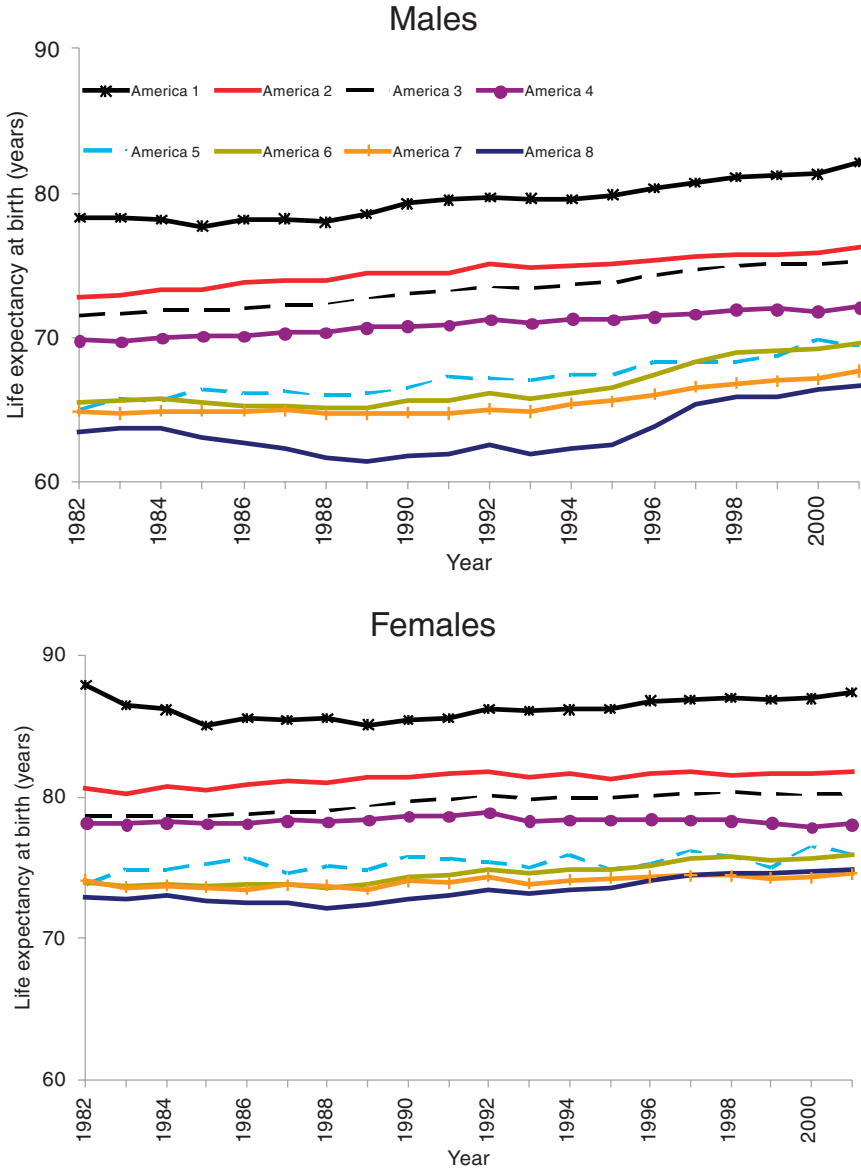 Males
90
America 1 America 2 America 3 America 4
America 5 America 6 America 7 America 8
80
70
60
Life expectancy at birth (years)
1982 1984 1986 1988 1990 1992 1994 1996 1998 2000
Year
Females
90
80
70
60
Life expectancy at birth (years)
1982 1984 1986 1988 1990 1992 1994 1996 1998 2000
Year